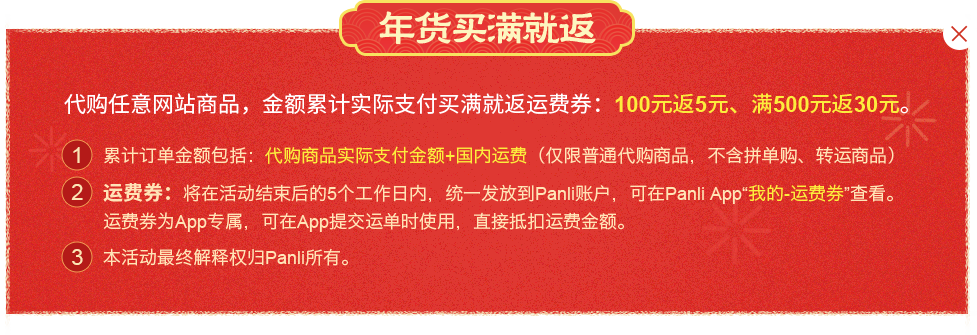 年货买满就返
代购任意网站商品，金额累计实际支付买满就返运费券：100元返5元、满500元返30元。
1 累计订单金额包括：代购商品实际支付金额+国内运费（仅限普通代购商品，不含拼单购、转运商品）
2 运费券：将在活动结束后的5个工作日内，统一发放到Panli账户，可在Panli App“我的-运费券”查看。
运费券为App专属，可在App提交运单时使用，直接抵扣运费金额。
3 本活动最终解释权归Panli所有。